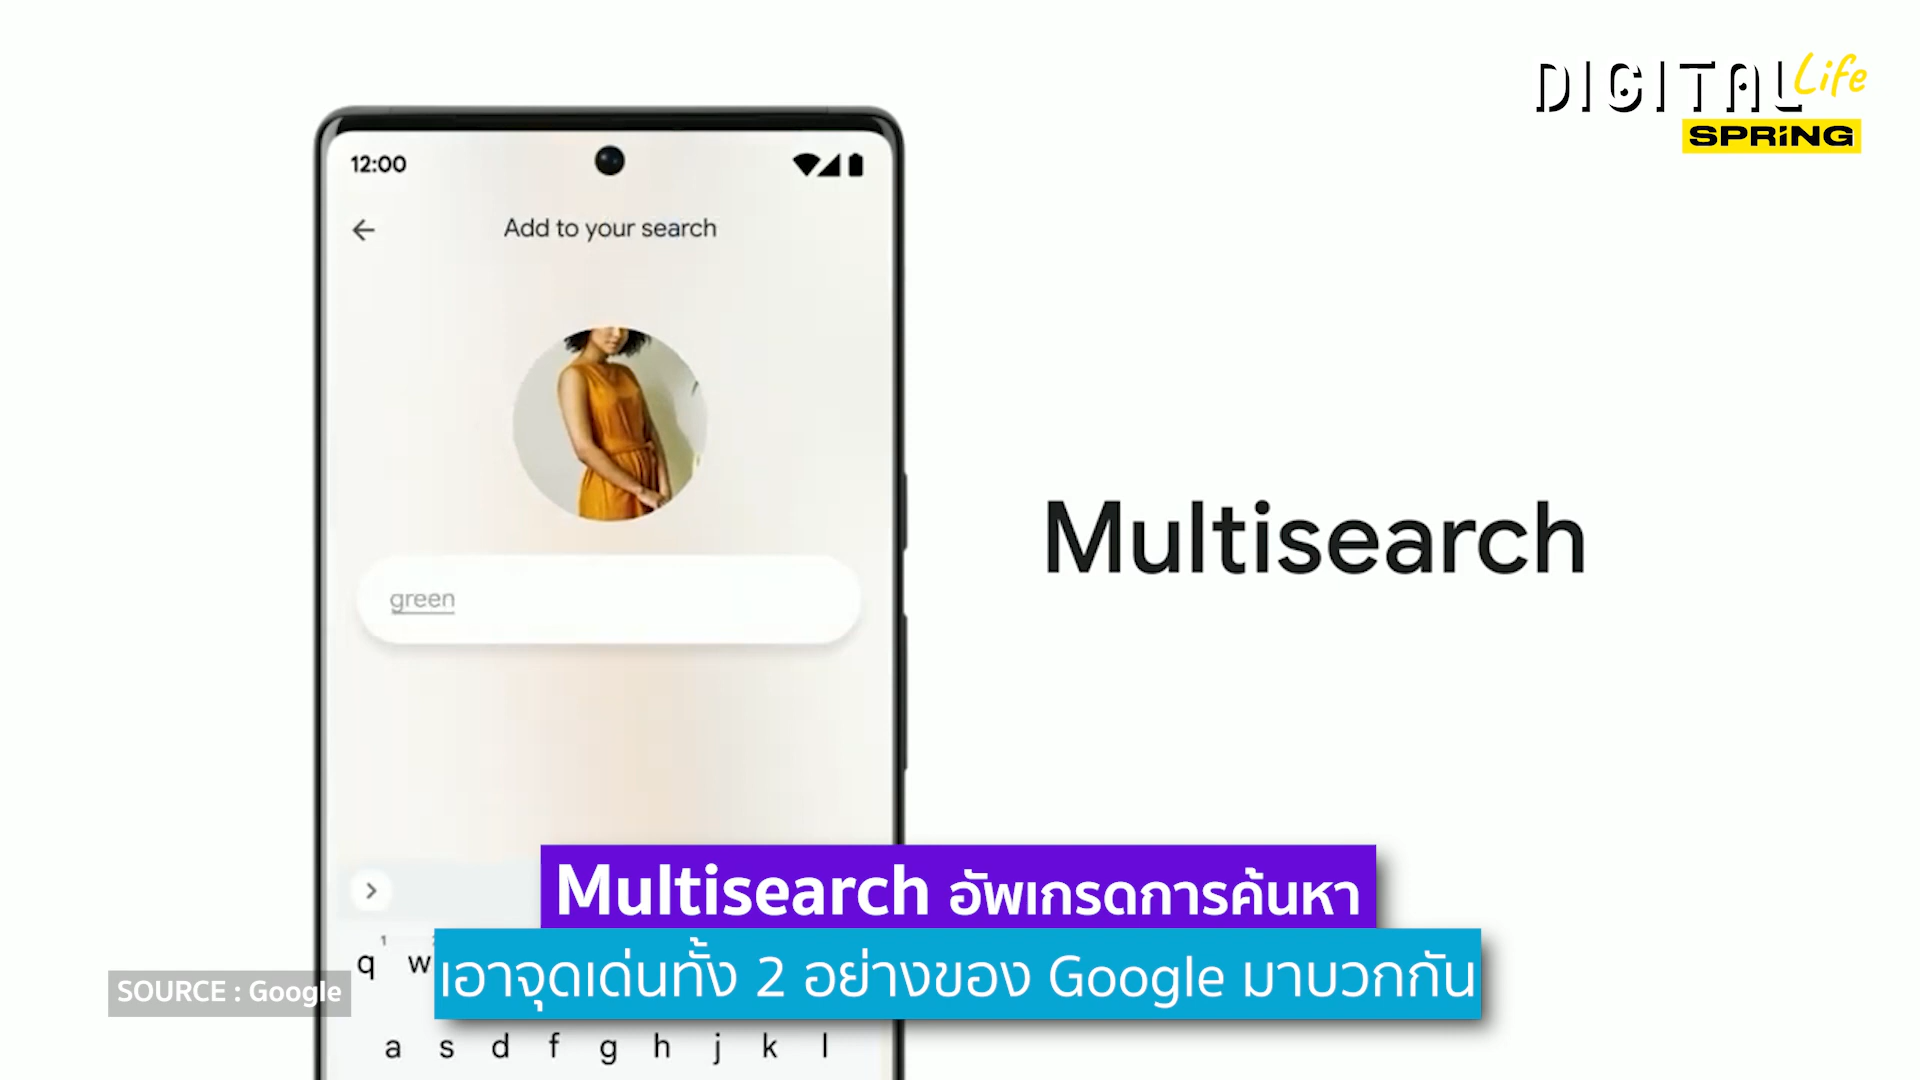 DIGITAL Life
SPRiNG
12:00
Add to your search
green
Multisearch
Multisearch อัพเกรดการค้นหา
เอาจุดเด่นทั้ง 2 อย่างของ Google มาบวกกัน
SOURCE : Google
q 1 w
a s d f g h j k l